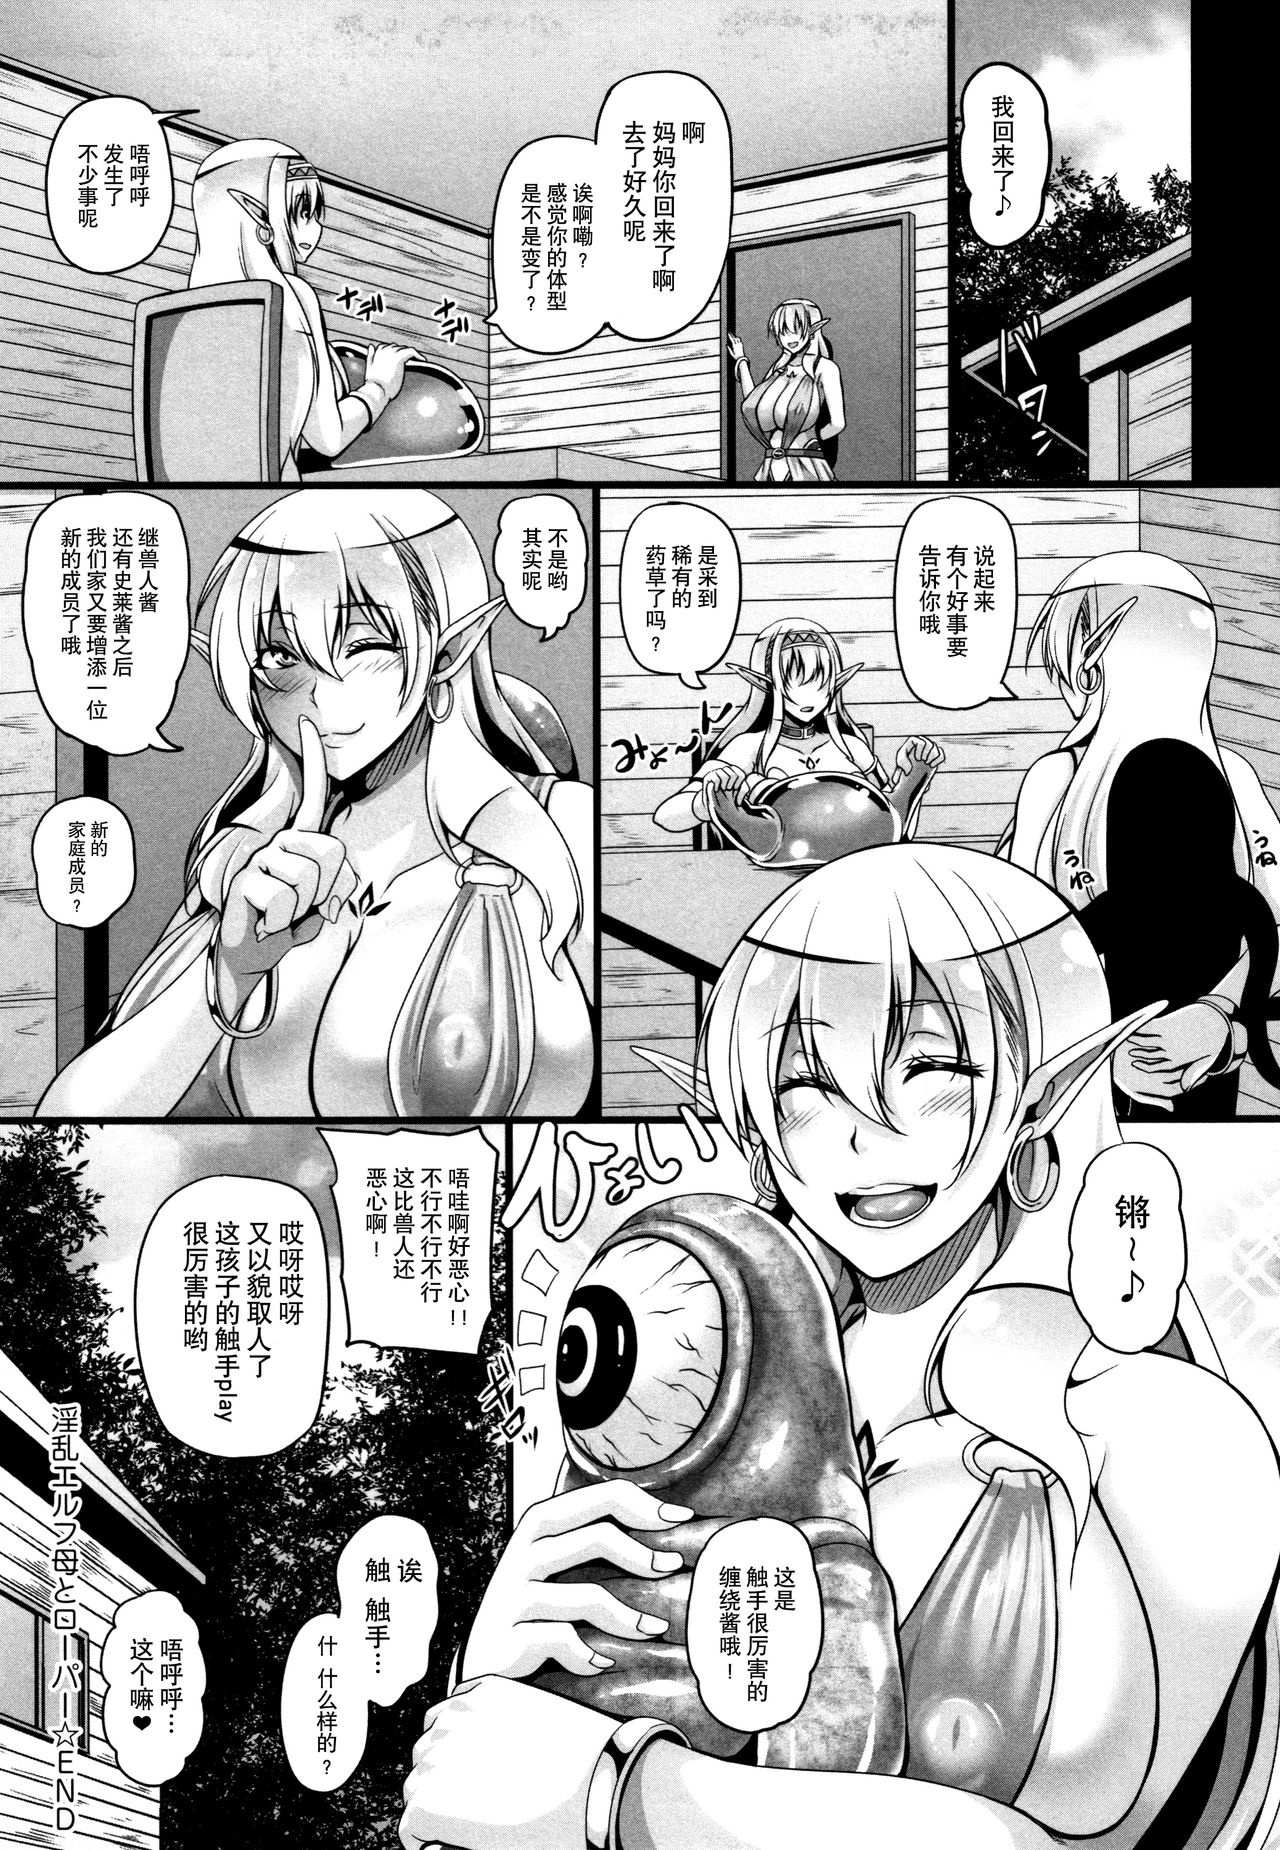 我回来了♪
啊
妈妈你回来了啊
去了好久呢
诶啊嘞?
感觉你的体型
是不是变了?
唔呼呼
发生了
不少事呢
ナデ
ナデ
说起来
有个好事要
告诉你哦
是采到
稀有的
药草了吗?
みょ～ん
うね
うね
不是哟
其实呢
继兽人酱
还有史莱酱之后
我们家又要增添一位
新的成员了哦
新的
家庭成员?
ひょい
锵～♪
ギロッ
这是
触手很厉害的
缠绕酱哦!
唔哇啊好恶心!!
不行不行不行
这比兽人还
恶心啊!
哎呀哎呀
又以貌取人了
这孩子的触手play
很厉害的哟
诶
触 触手…
什 什么样的?
唔呼呼…
这个嘛♥
淫乱エルフ母とローパー☆END